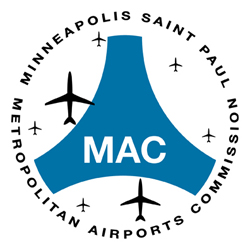 MINNEAPOLIS SAINT PAUL
METROPOLITAN AIRPORTS COMMISSION
MAC